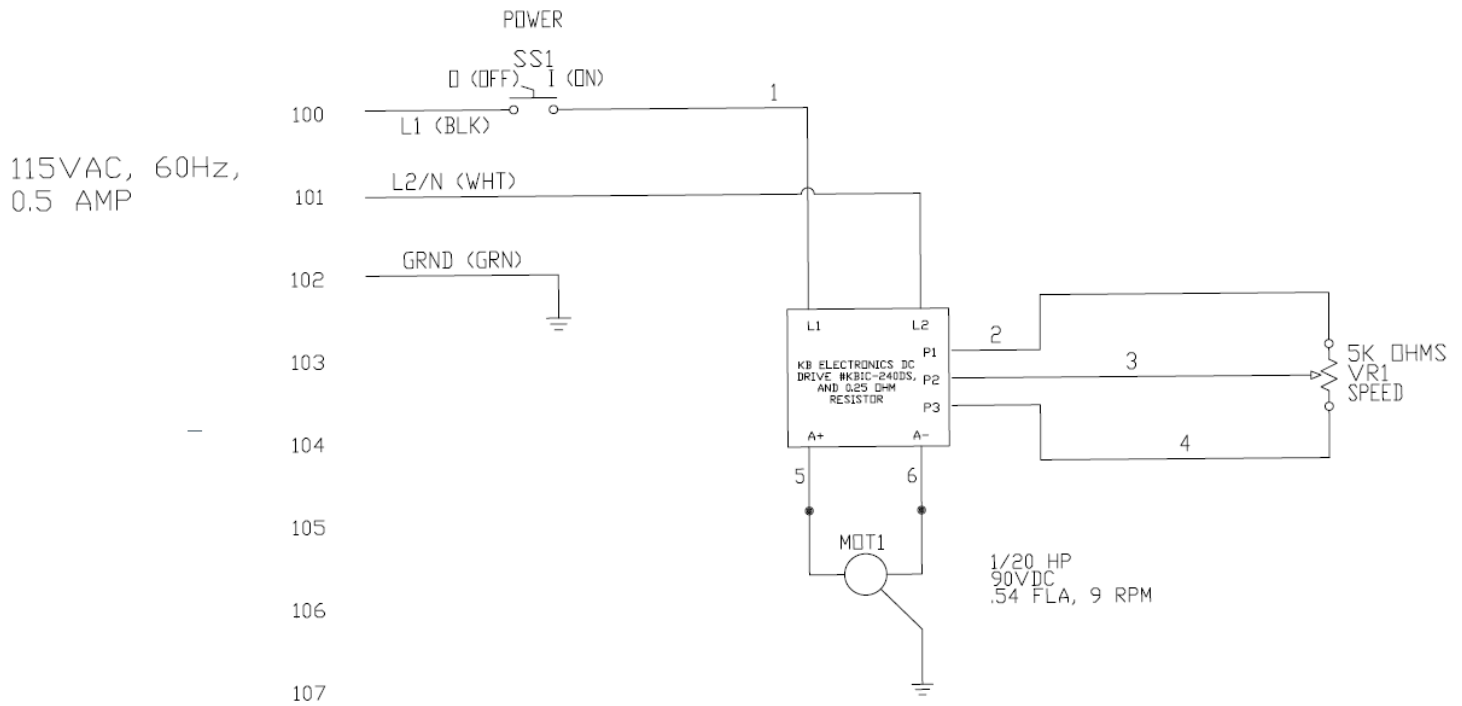 POWER
SS1
O (OFF) I (ON)
1
100
L1 (BLK)
115VAC, 60Hz,
0.5 AMP
101
L2/N (WHT)
102
GRND (GRN)
L1 L2
2
P1
103
KB ELECTRONICS DC
DRIVE #KBIC-240DS,
AND 0.25 OHM
RESISTOR
P2
P3
3
5K OHMS
VR1
SPEED
104
A+ A-
4
5 6
105
MOT1
1/20 HP
90VDC
.54 FLA, 9 RPM
106
107